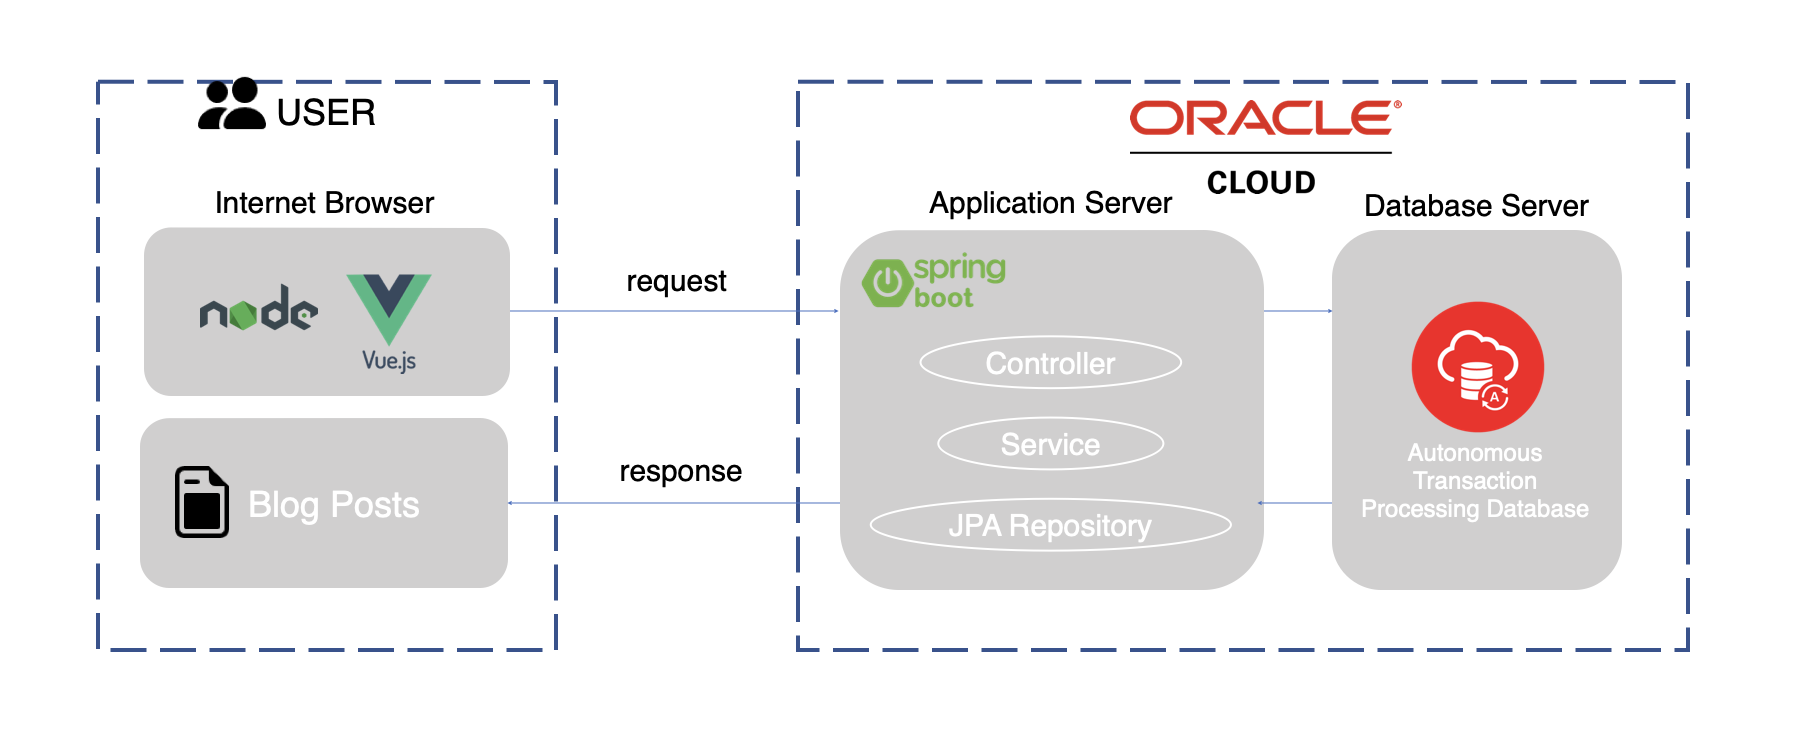 USER
Internet Browser
node
Vue.js
Blog Posts
request
response
ORACLE®
CLOUD
Application Server
spring
boot
Controller
Service
JPA Repository
Database Server
A
Autonomous
Transaction
Processing Database